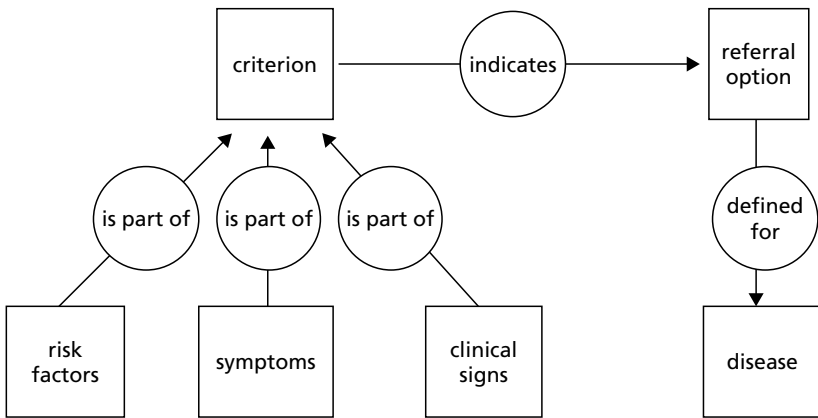 criterion
indicates
referral
option
is part of
is part of
is part of
defined
for
risk
factors
symptoms
clinical
signs
disease